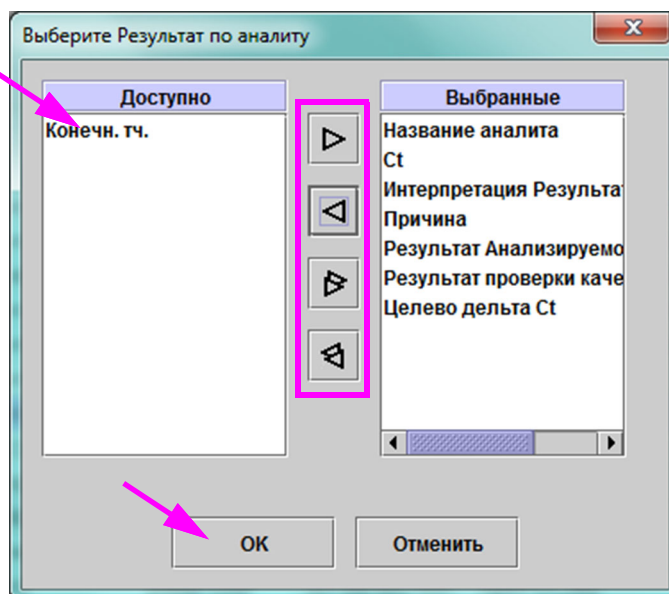 Выберите Результат по аналиту
Доступно
Конечн. тч.
Выбранные
Название аналита
Ct
Интерпретация Результа
Причина
Результат Анализируемо
Результат проверки каче
Целево дельта Ct
OK
Отменить